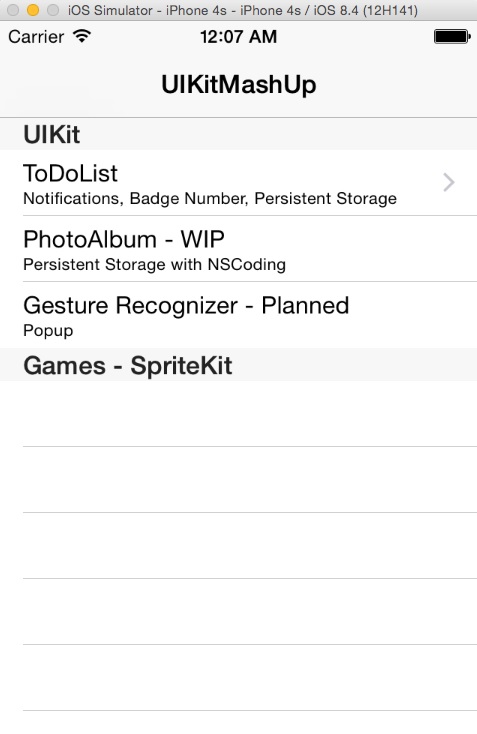 iOS Simulator - iPhone 4s - iPhone 4s / iOS 8.4 (12H141)
Carrier 12:07 AM
UIKitMashUp
UIKit
ToDoList
Notifications, Badge Number, Persistent Storage
PhotoAlbum - WIP
Persistent Storage with NSCoding
Gesture Recognizer - Planned
Popup
Games - SpriteKit